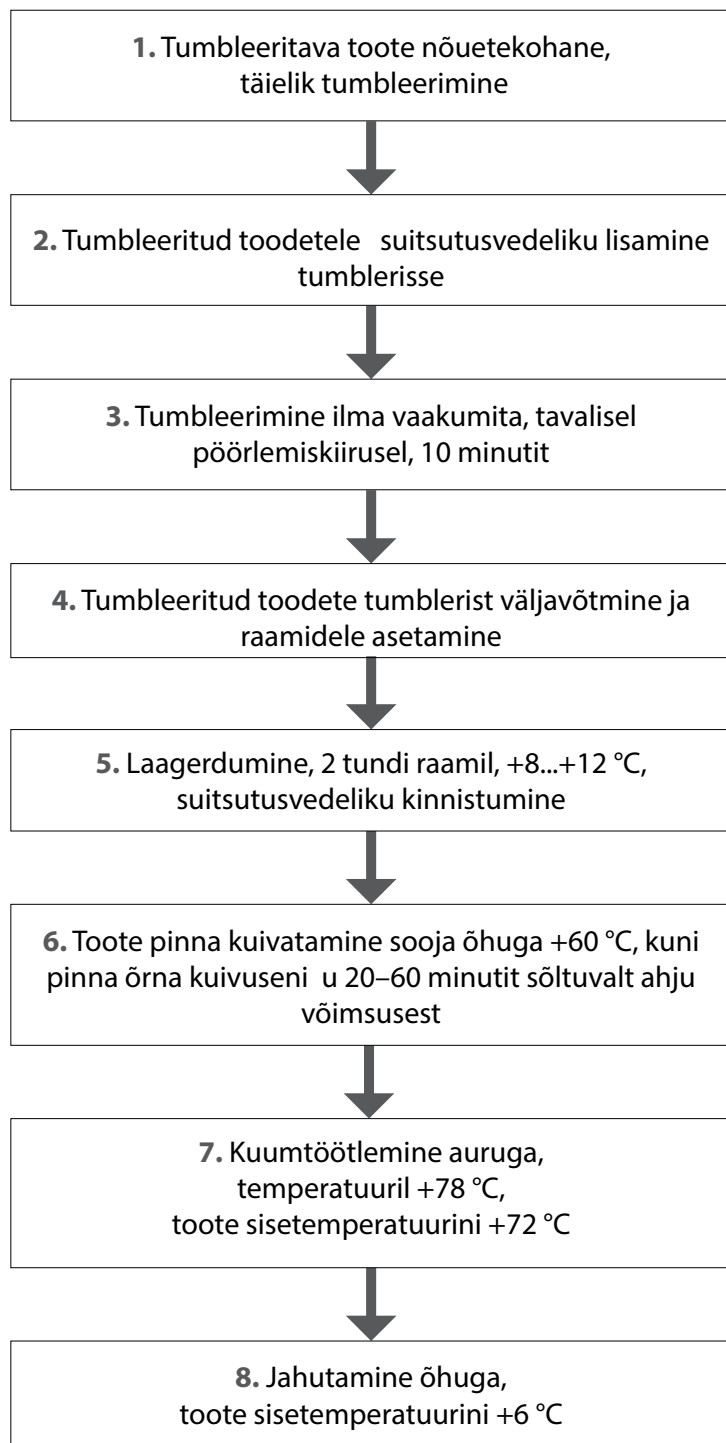 1. Tumbleeritava toote nõuetekohane,
täielik tumbleerimine
2. Tumbleeritud toodetele suitsutusvedeliku lisamine
tumblerisse
3. Tumbleerimine ilma vaakumita, tavalisel
pöörlemiskiirusel, 10 minutit
4. Tumbleeritud toodete tumblerist väljavõtmine ja
raamidele asetamine
5. Laagerdumine, 2 tundi raamil, +8...+12 °C,
suitsutusvedeliku kinnistumine
6. Toote pinna kuivatamine sooja õhuga +60 °C, kuni
pinna õrna kuivuseni u 20–60 minutit sõltuvalt ahju
võimsusest
7. Kuumtöötlemine auruga,
temperatuuril +78 °C,
toote sisetemperatuurini +72 °C
8. Jahutamine õhuga,
toote sisetemperatuurini +6 °C